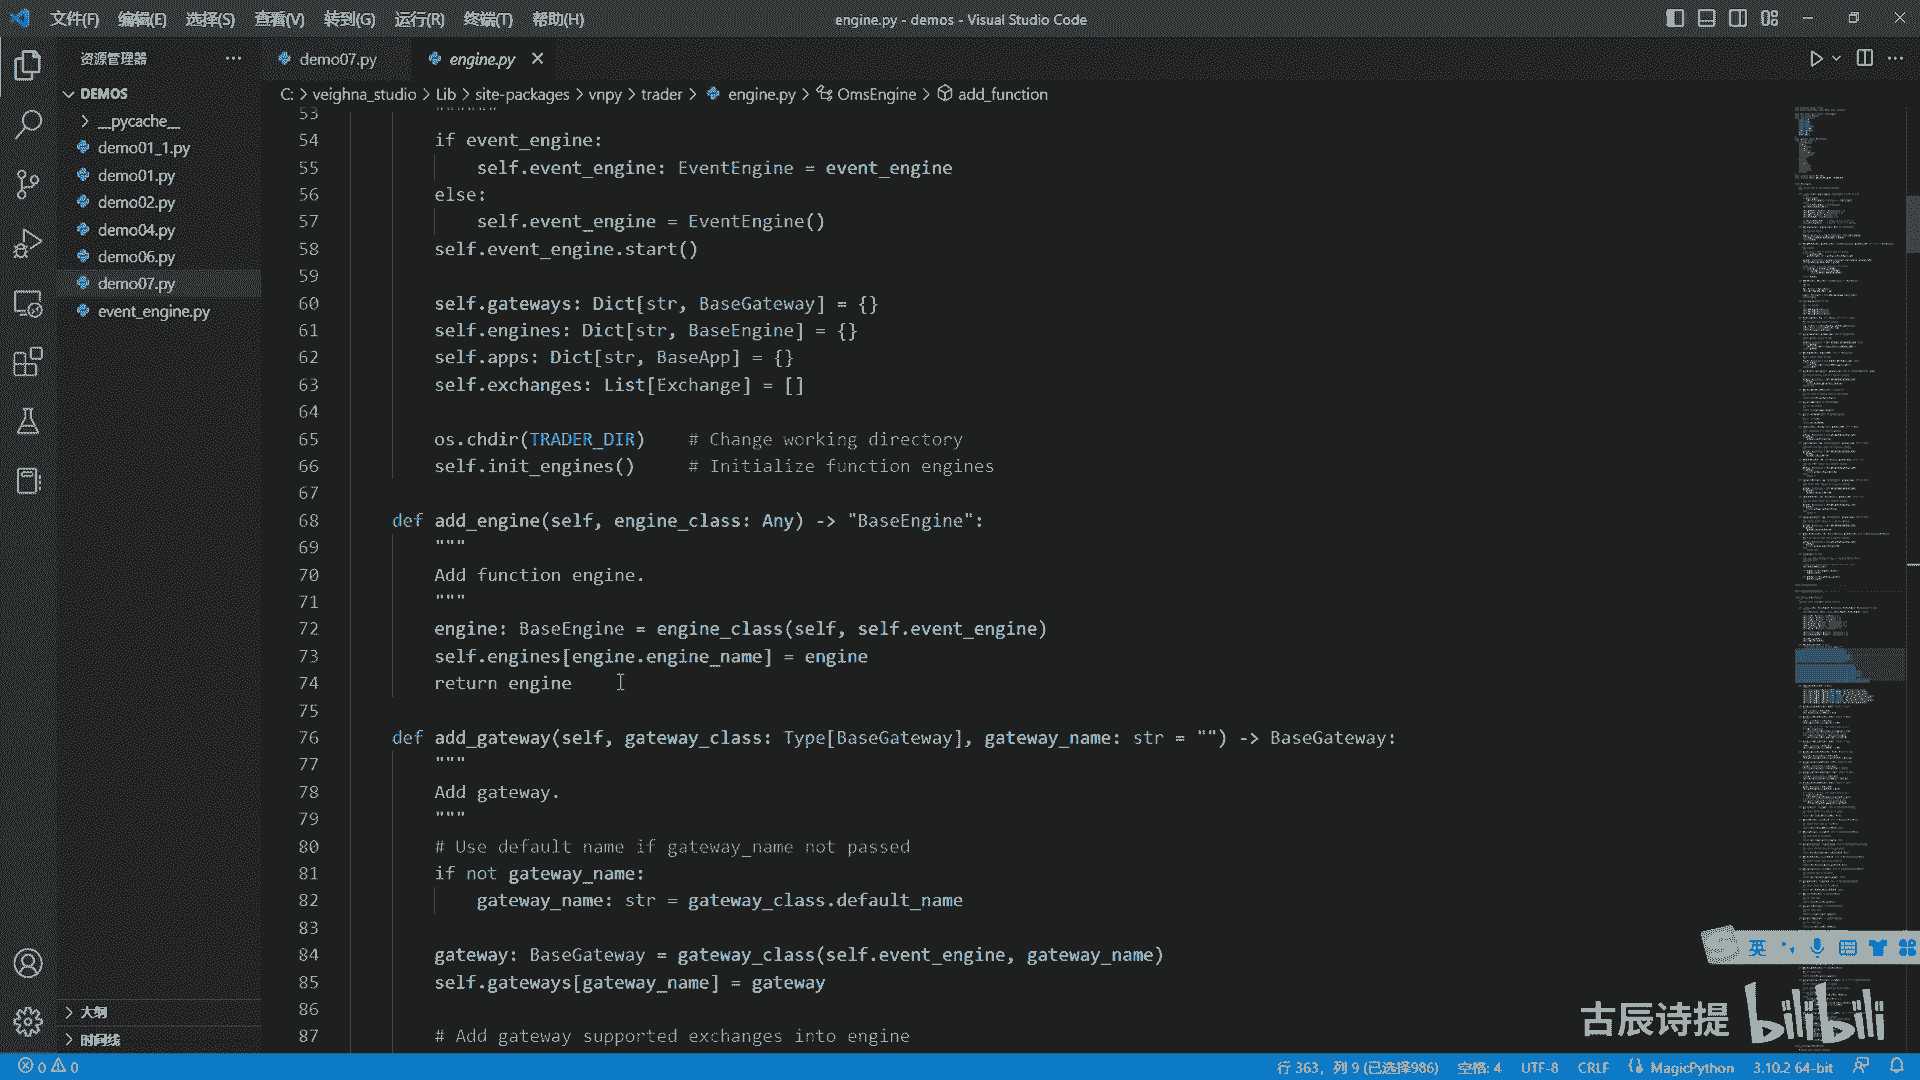 文件(F) 编辑(E) 选择(S) 查看(V) 转到(G) 运行(R) 终端(T) 帮助(H)
engine.py - demos - Visual Studio Code
资源管理器
DEMOS
__pycache__
demo01_1.py
demo01.py
demo02.py
demo04.py
demo06.py
demo07.py
event_engine.py
大纲
时间线
demo07.py
engine.py
C: > veighna_studio > Lib > site-packages > vnpy > trader > engine.py > OmsEngine > add_function
53 """
54 if event_engine:
55 self.event_engine: EventEngine = event_engine
56 else:
57 self.event_engine = EventEngine()
58 self.event_engine.start()
59
60 self.gateways: Dict[str, BaseGateway] = {}
61 self.engines: Dict[str, BaseEngine] = {}
62 self.apps: Dict[str, BaseApp] = {}
63 self.exchanges: List[Exchange] = []
64
65 os.chdir(TRADER_DIR) # Change working directory
66 self.init_engines() # Initialize function engines
67
68 def add_engine(self, engine_class: Any) -> "BaseEngine":
69 """
70 Add function engine.
71 """
72 engine: BaseEngine = engine_class(self, self.event_engine)
73 self.engines[engine.engine_name] = engine
74 return engine
75
76 def add_gateway(self, gateway_class: Type[BaseGateway], gateway_name: str = "") -> BaseGateway:
77 """
78 Add gateway.
79 """
80 # Use default name if gateway_name not passed
81 if not gateway_name:
82 gateway_name: str = gateway_class.default_name
83
84 gateway: BaseGateway = gateway_class(self.event_engine, gateway_name)
85 self.gateways[gateway_name] = gateway
86
87 # Add gateway supported exchanges into engine
英
古辰诗提 bilibili
0 0
行 363，列 9 (已选择986) 空格: 4 UTF-8 CRLF MagicPython 3.10.2 64-bit